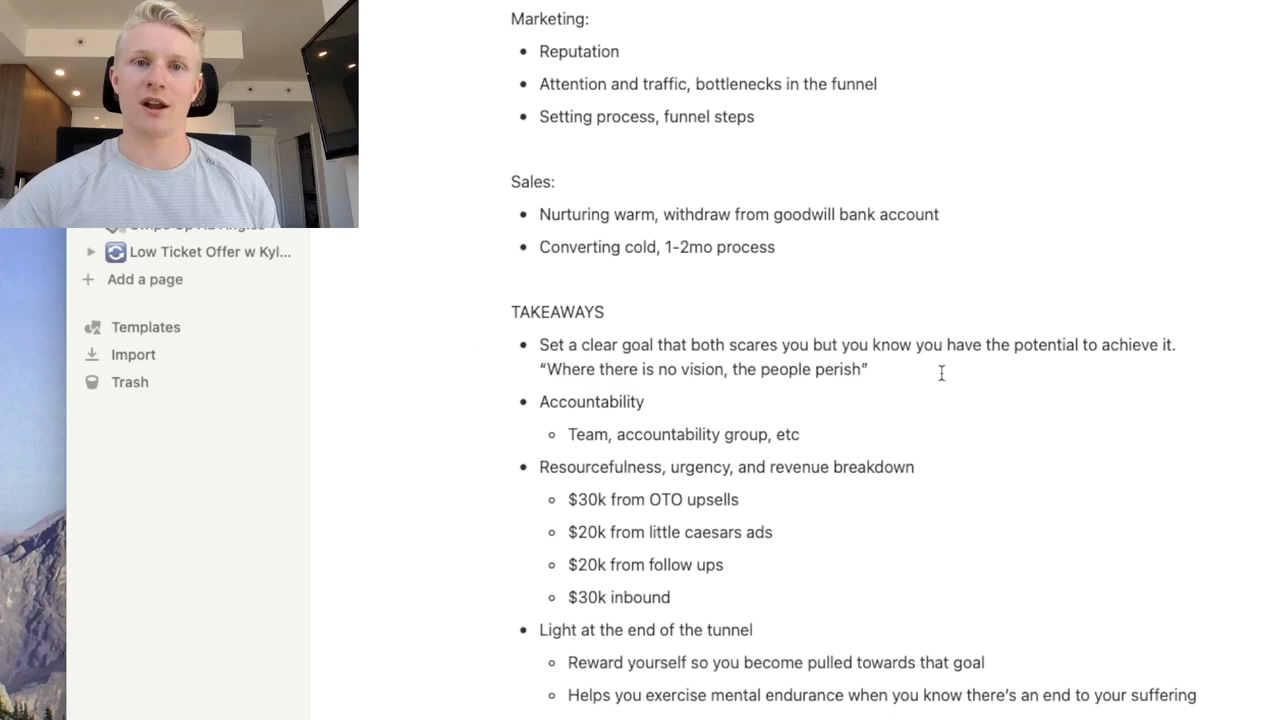 Marketing:
Reputation
Attention and traffic, bottlenecks in the funnel
Setting process, funnel steps
Sales:
Nurturing warm, withdraw from goodwill bank account
Converting cold, 1-2mo process
TAKEAWAYS
Set a clear goal that both scares you but you know you have the potential to achieve it.
“Where there is no vision, the people perish”
Accountability
Team, accountability group, etc
Resourcefulness, urgency, and revenue breakdown
$30k from OTO upsells
$20k from little caesars ads
$20k from follow ups
$30k inbound
Light at the end of the tunnel
Reward yourself so you become pulled towards that goal
Helps you exercise mental endurance when you know there’s an end to your suffering
Low Ticket Offer w Kyl...
Add a page
Templates
Import
Trash